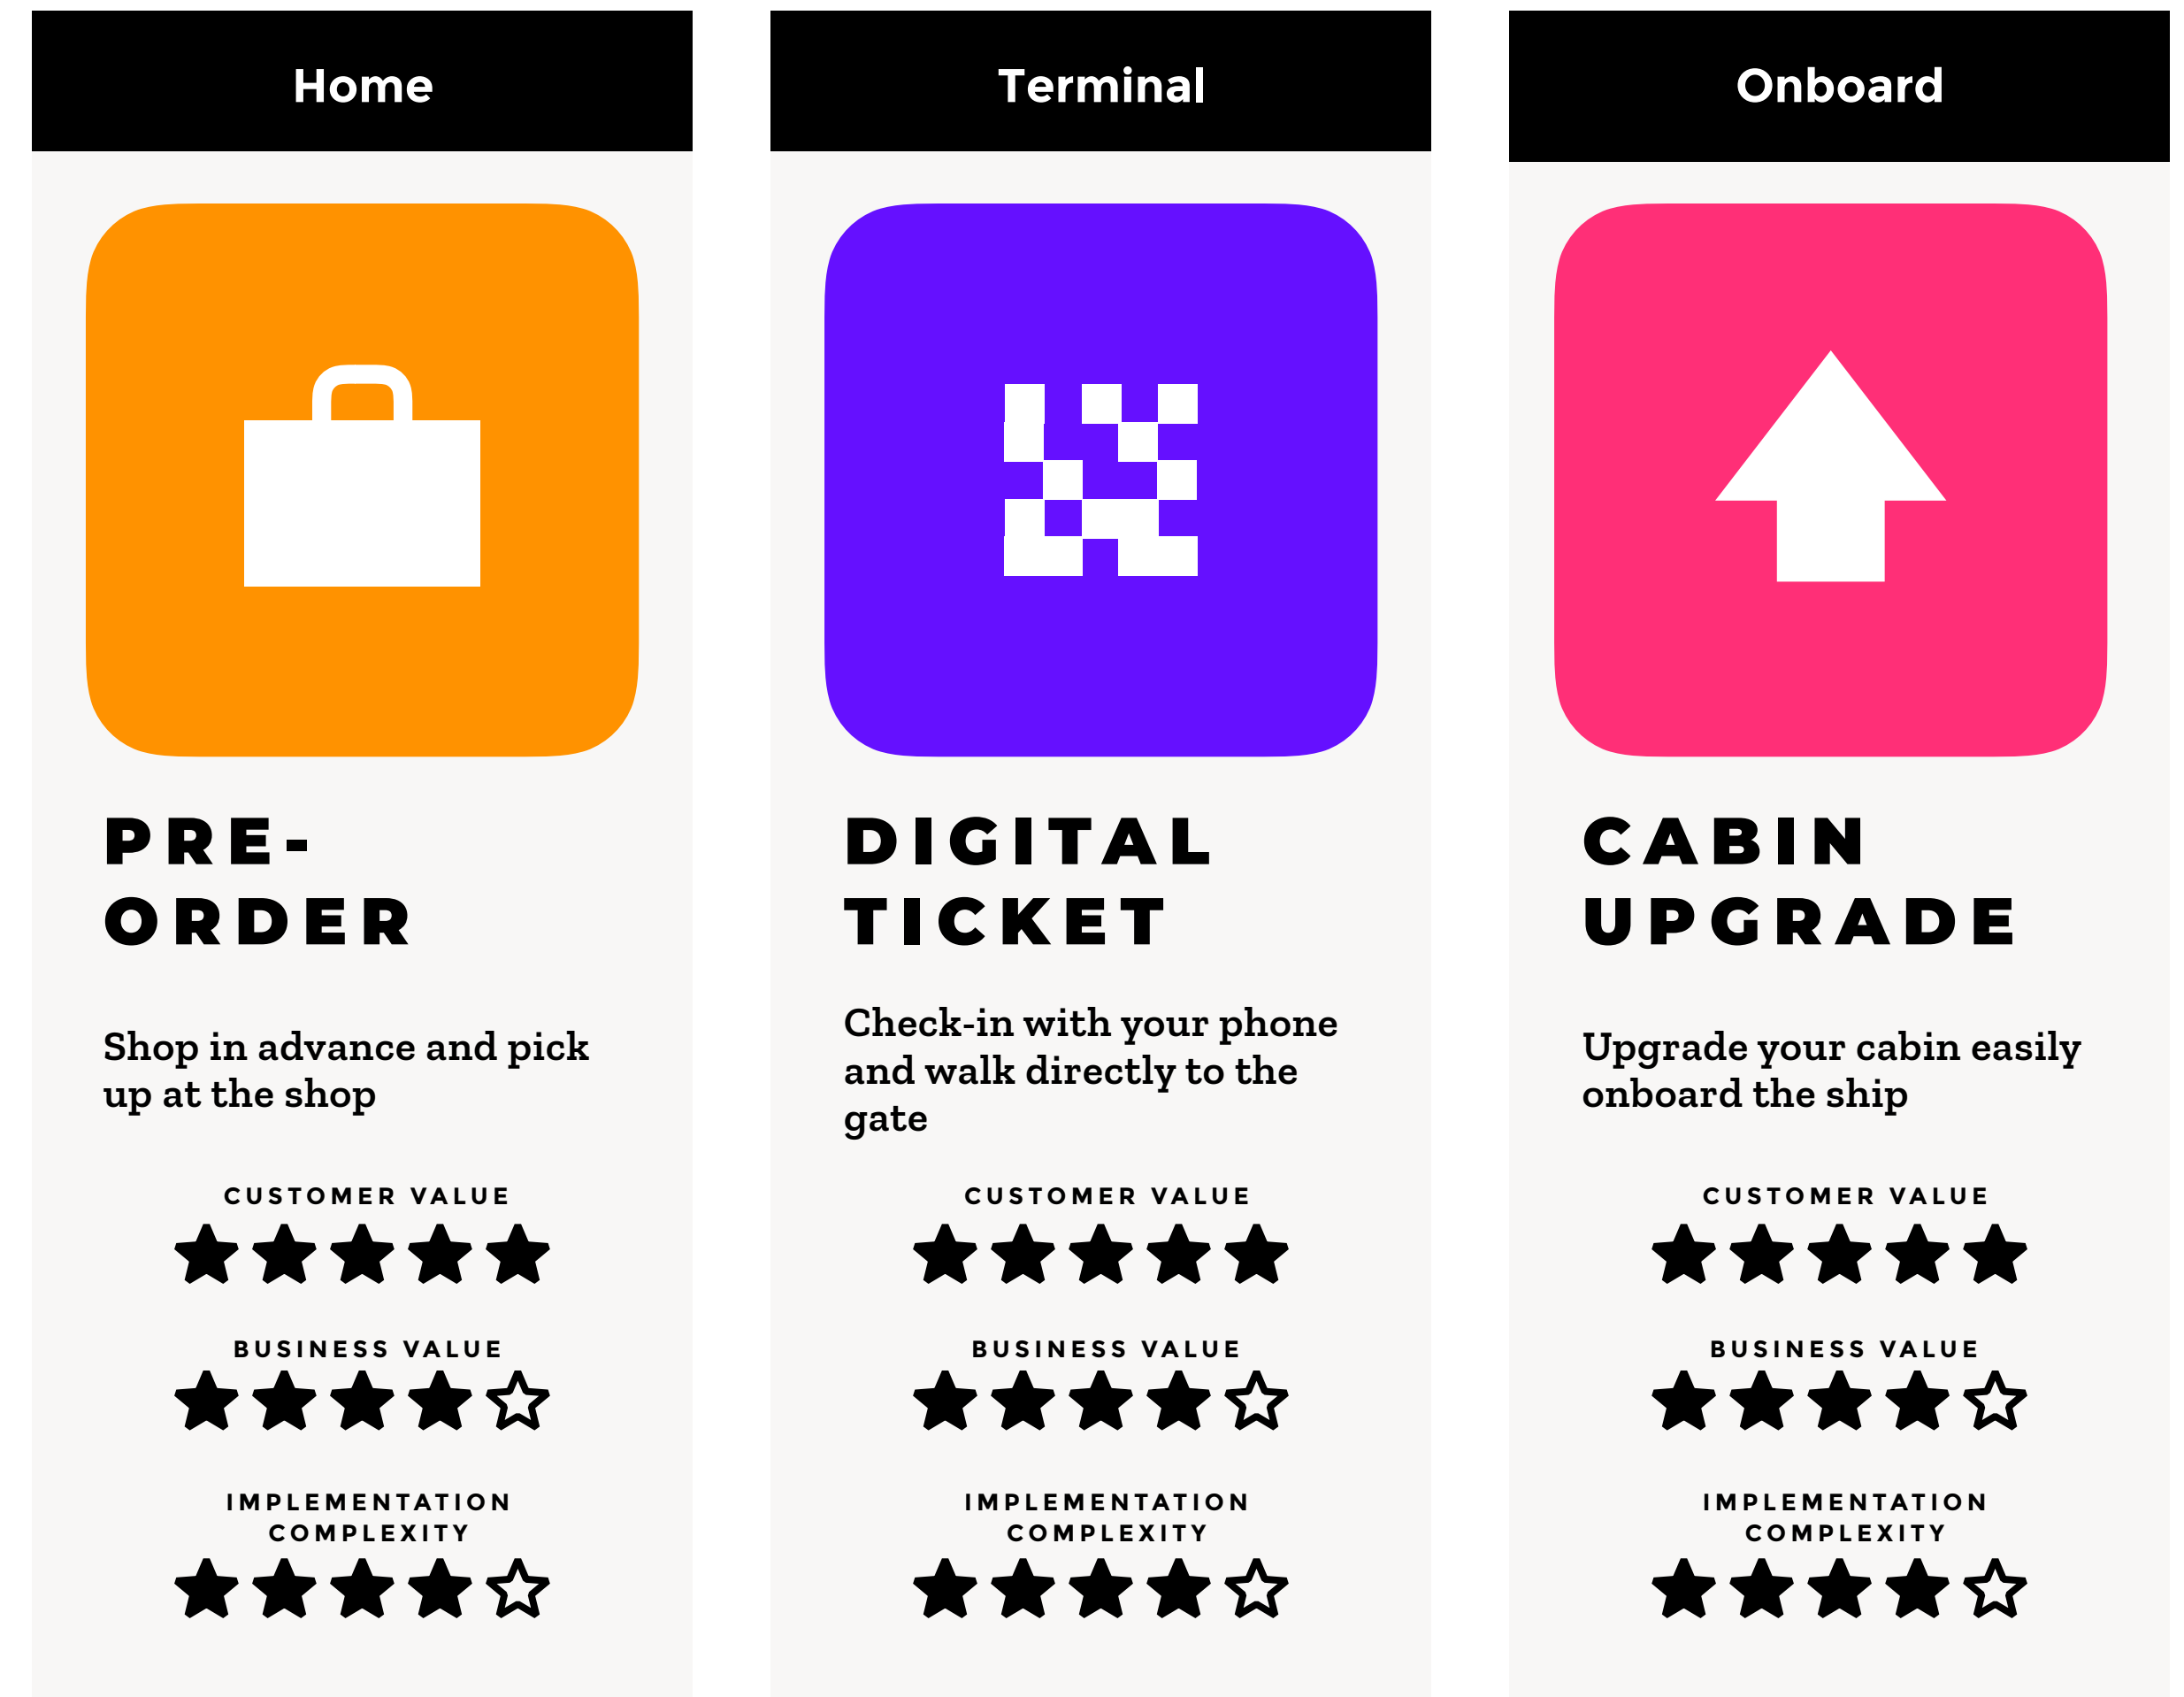 Home
PRE-
ORDER
Shop in advance and pick
up at the shop
CUSTOMER VALUE
BUSINESS VALUE
IMPLEMENTATION
COMPLEXITY
Terminal
DIGITAL
TICKET
Check-in with your phone
and walk directly to the
gate
CUSTOMER VALUE
BUSINESS VALUE
IMPLEMENTATION
COMPLEXITY
Onboard
CABIN
UPGRADE
Upgrade your cabin easily
onboard the ship
CUSTOMER VALUE
BUSINESS VALUE
IMPLEMENTATION
COMPLEXITY